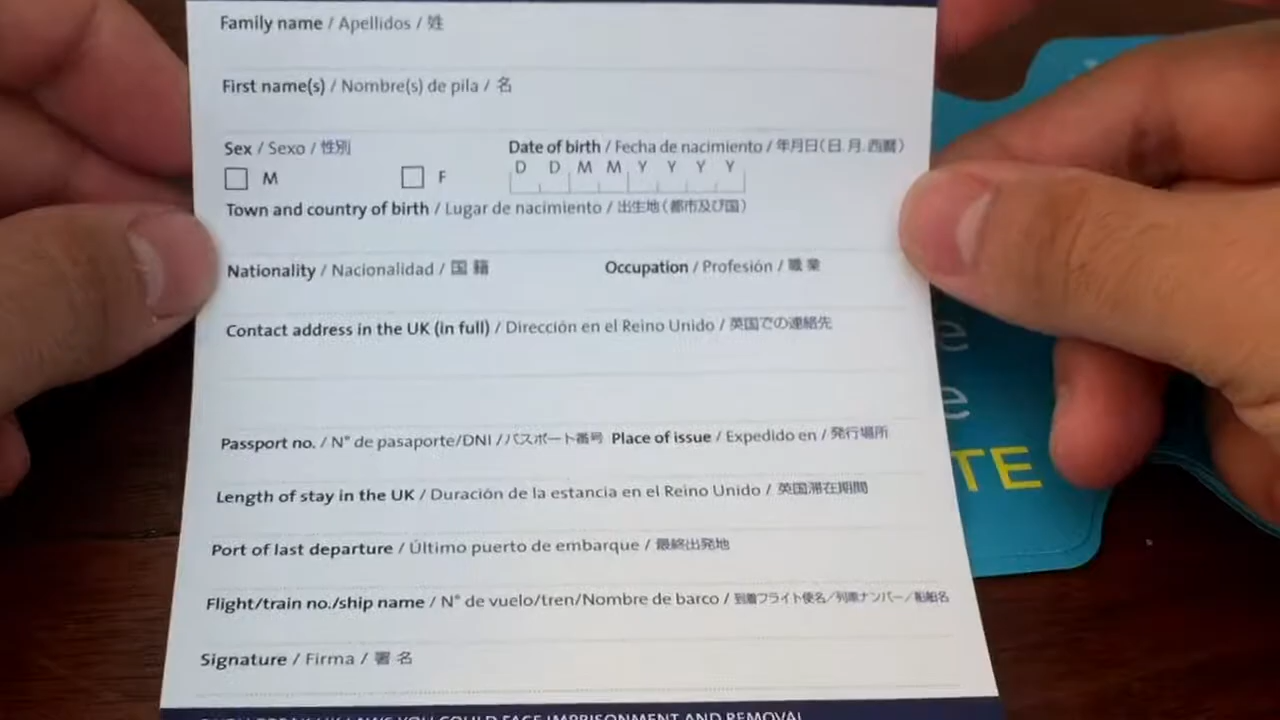 Family name / Apellidos / 姓
First name(s) / Nombre(s) de pila / 名
Sex / Sexo / 性別
Date of birth / Fecha de nacimiento / 年月日(日.月.西暦)
M
F
D D M M Y Y Y Y
Town and country of birth / Lugar de nacimiento / 出生地(都市及び国)
Nationality / Nacionalidad / 国籍
Occupation / Profesión / 職業
Contact address in the UK (in full) / Dirección en el Reino Unido / 英国での連絡先
Passport no. / N° de pasaporte/DNI / パスポート番号
Place of issue / Expedido en / 発行場所
Length of stay in the UK / Duración de la estancia en el Reino Unido / 英国滞在期間
Port of last departure / Último puerto de embarque / 最終出発地
Flight/train no./ship name / N° de vuelo/tren/Nombre de barco / 到着フライト便名/列車ナンバー/船舶名
Signature / Firma / 署名
UK LAWS YOU COULD FACE IMPRISONMENT AND REMOVAL
e
e
TE